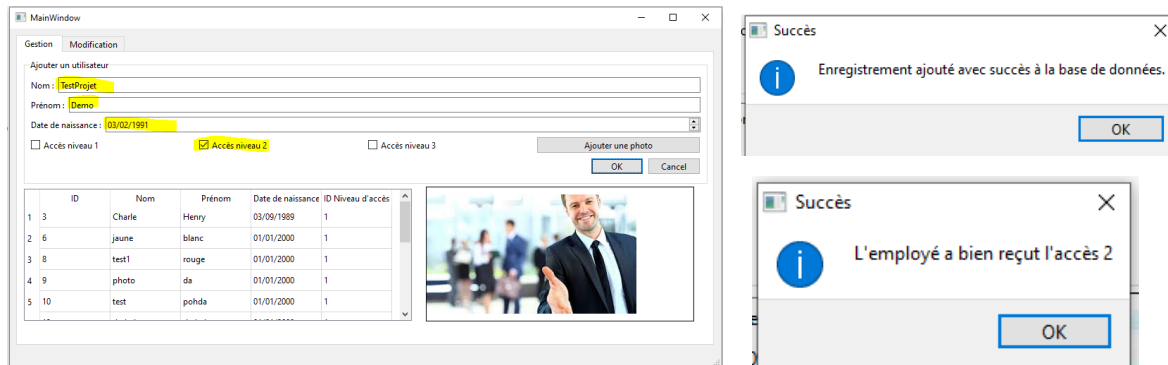 MainWindow
Gestion Modification
Ajouter un utilisateur
Nom : TestProjet
Prénom : Demo
Date de naissance : 03/02/1991
Accès niveau 1 Accès niveau 2 Accès niveau 3 Ajouter une photo
OK Cancel
ID Nom Prénom Date de naissance ID Niveau d'accès
1 3 Charle Henry 03/09/1989 1
2 6 jaune blanc 01/01/2000 1
3 8 test1 rouge 01/01/2000 1
4 9 photo da 01/01/2000 1
5 10 test pohda 01/01/2000 1
Succès
Enregistrement ajouté avec succès à la base de données.
OK
Succès
L'employé a bien reçut l'accès 2
OK